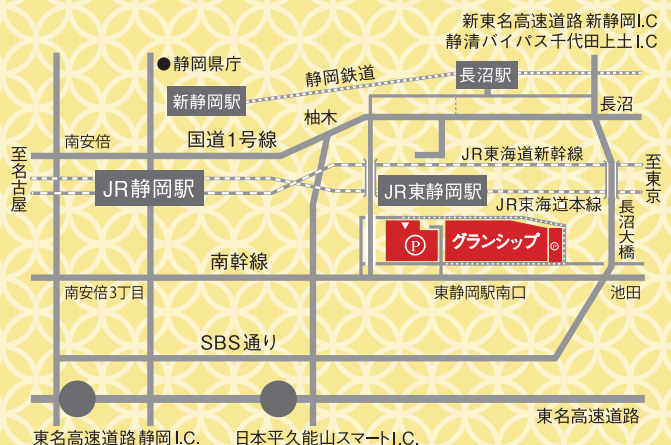 新東名高速道路 新静岡I.C
静清バイパス千代田上土I.C
●静岡県庁
静岡鉄道
長沼駅
新静岡駅
柚木
長沼
南安倍
国道1号線
JR東海道新幹線
至名古屋
JR静岡駅
JR東静岡駅
至東京
JR東海道本線
長沼大橋
P
グランシップ
P
南幹線
南安倍3丁目
東静岡駅南口
池田
SBS通り
東名高速道路
東名高速道路 静岡I.C.
日本平久能山スマートI.C.